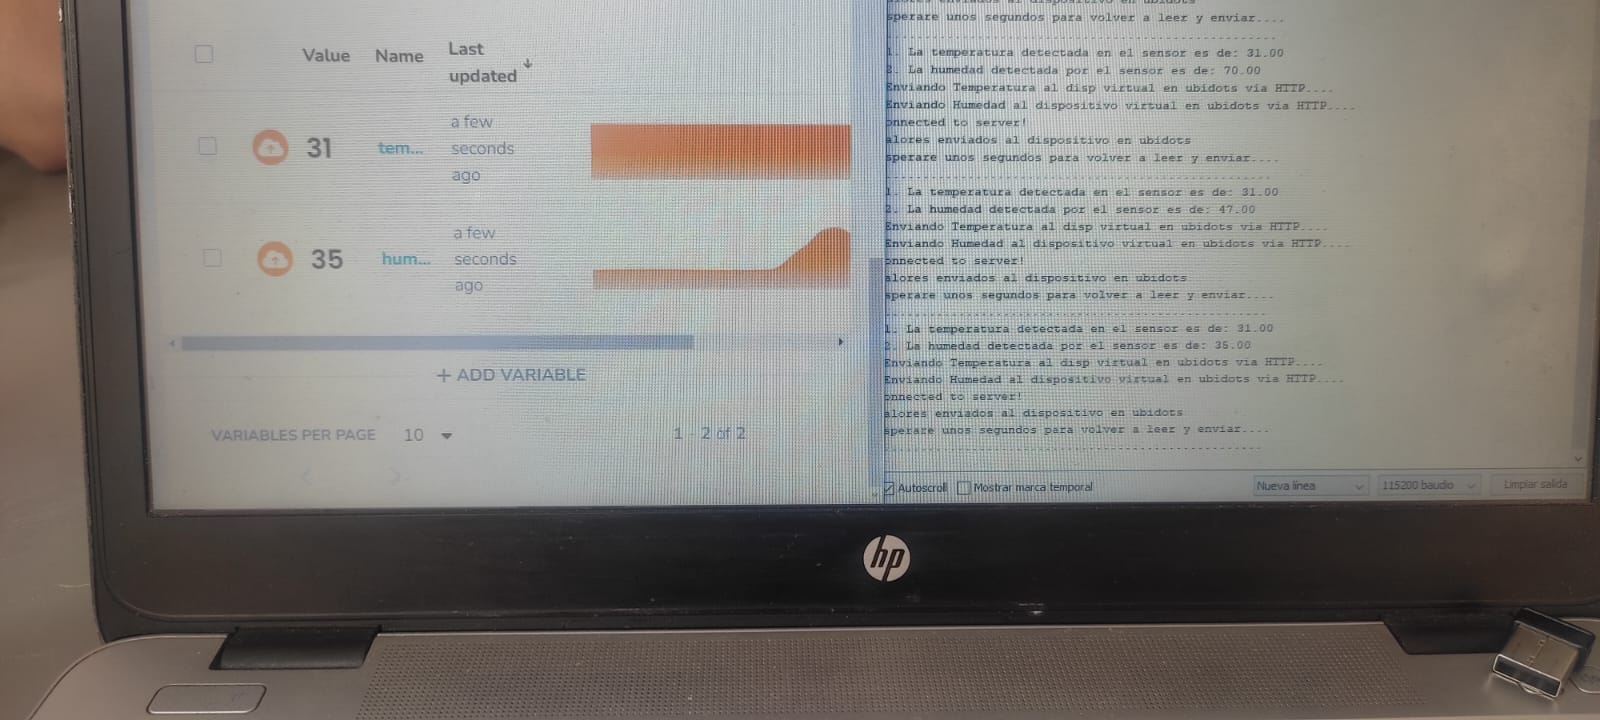 Value Name Last updated
31 tem... a few seconds ago
35 hum... a few seconds ago
+ ADD VARIABLE
VARIABLES PER PAGE 10
1 - 2 of 2
sperare unos segundos para volver a leer y enviar....
1. La temperatura detectada en el sensor es de: 31.00
2. La humedad detectada por el sensor es de: 70.00
Enviando Temperatura al disp virtual en ubidots via HTTP....
Enviando Humedad al dispositivo virtual en ubidots via HTTP....
onnected to server!
alores enviados al dispositivo en ubidots
sperare unos segundos para volver a leer y enviar....
1. La temperatura detectada en el sensor es de: 31.00
2. La humedad detectada por el sensor es de: 47.00
Enviando Temperatura al disp virtual en ubidots via HTTP....
Enviando Humedad al dispositivo virtual en ubidots via HTTP....
onnected to server!
alores enviados al dispositivo en ubidots
sperare unos segundos para volver a leer y enviar....
1. La temperatura detectada en el sensor es de: 31.00
2. La humedad detectada por el sensor es de: 35.00
Enviando Temperatura al disp virtual en ubidots via HTTP....
Enviando Humedad al dispositivo virtual en ubidots via HTTP....
onnected to server!
alores enviados al dispositivo en ubidots
sperare unos segundos para volver a leer y enviar....
Autoscroll Mostrar marca temporal Nueva línea 115200 baudio Limpiar salida
hp